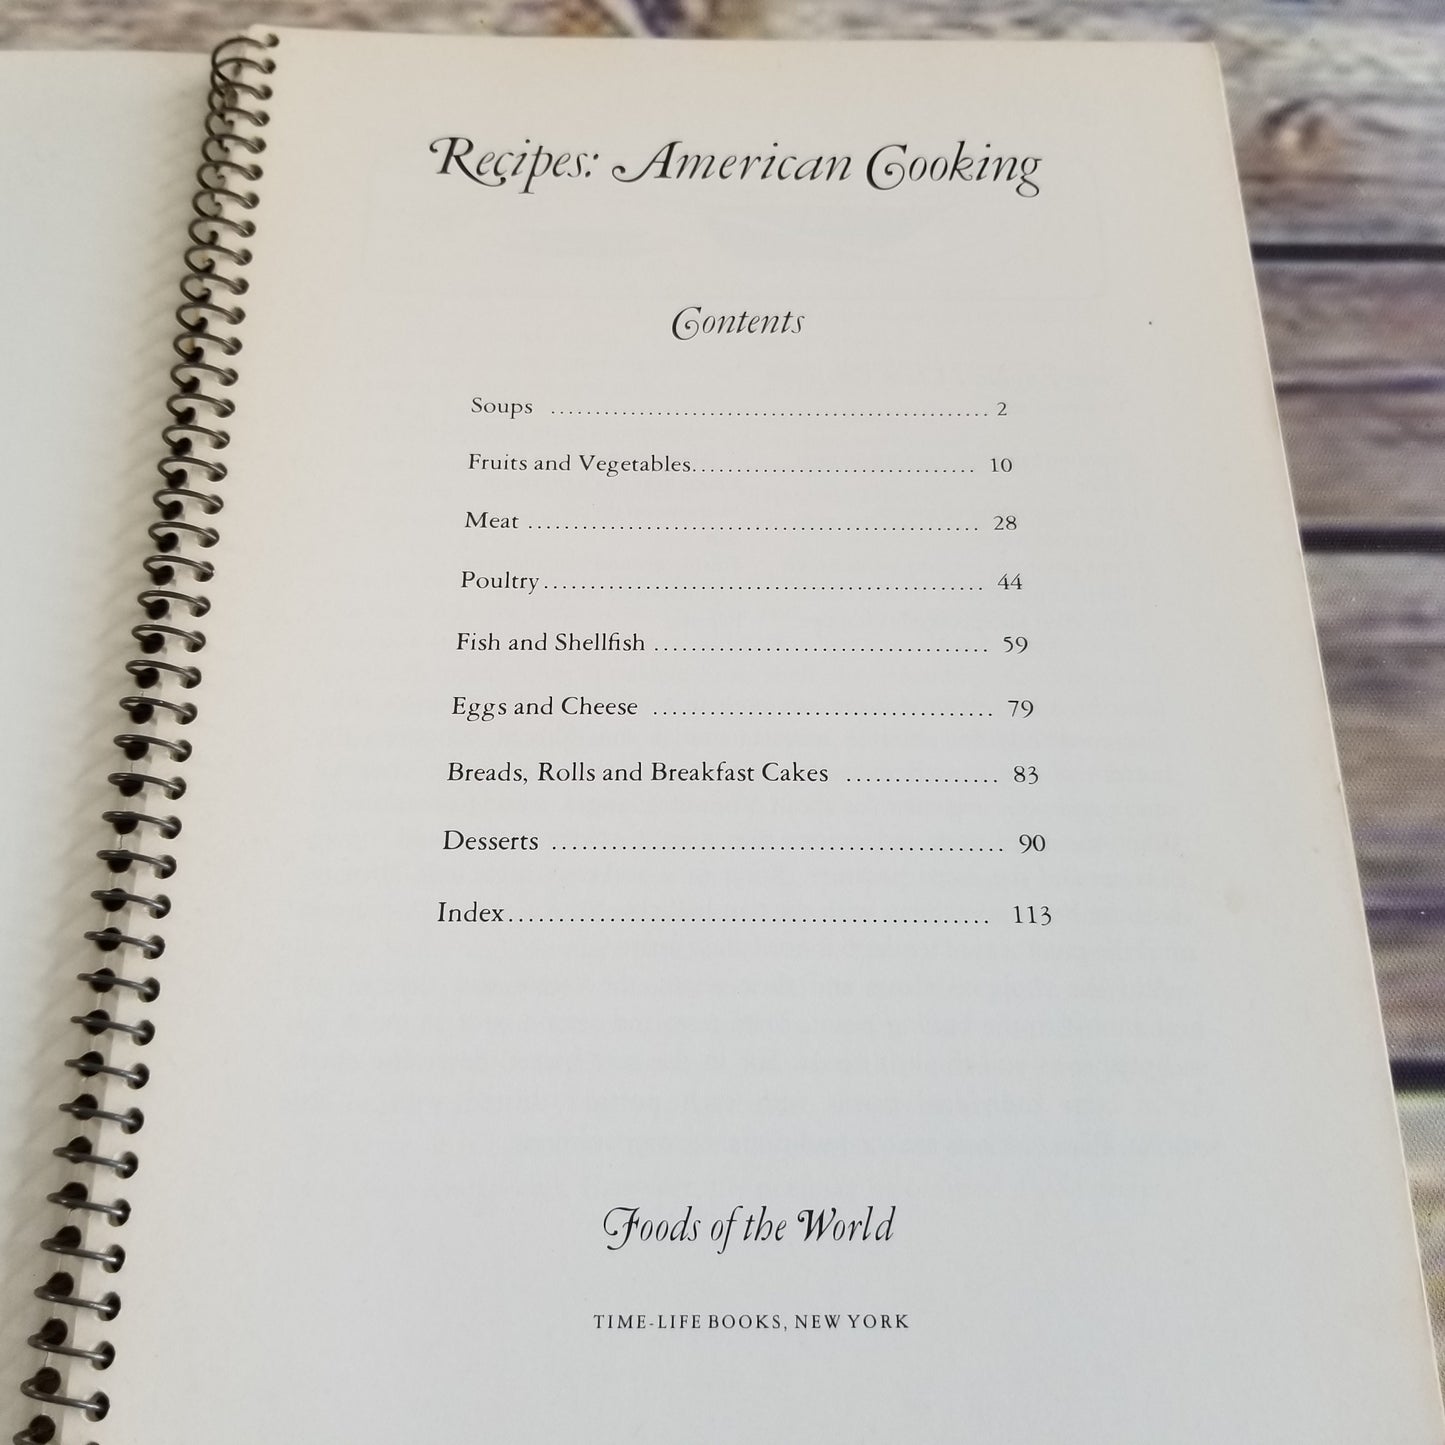 Recipes: American Cooking
Contents
Soups ................................................ 2
Fruits and Vegetables................................ 10
Meat .................................................. 28
Poultry................................................ 44
Fish and Shellfish ..................................... 59
Eggs and Cheese ..................................... 79
Breads, Rolls and Breakfast Cakes ................. 83
Desserts ................................................ 90
Index................................................ 113
Foods of the World
TIME-LIFE BOOKS, NEW YORK